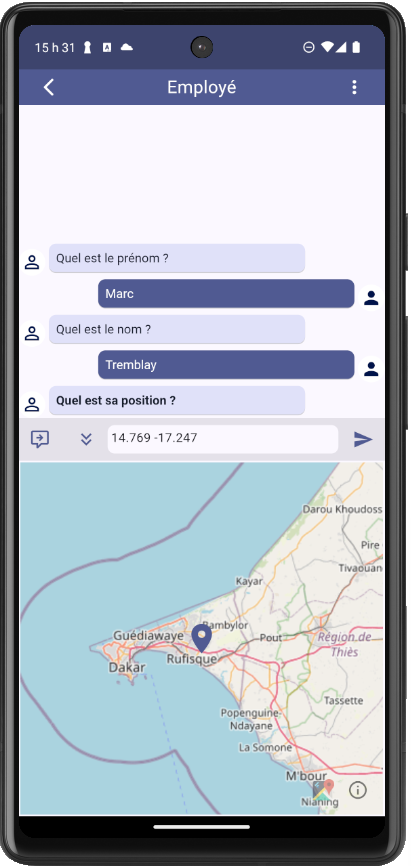 15 h 31
Employé
Quel est le prénom ?
Marc
Quel est le nom ?
Tremblay
Quel est sa position ?
14.769 -17.247
Darou Khoudoss
Pire
Tivaouan
Kayar
Bambylor
Guédiawaye
Pout
Région de
Thiès
Rufisque
Dakar
Tassette
Popenguine-
Ndayane
La Somone
M'bour
Nianing